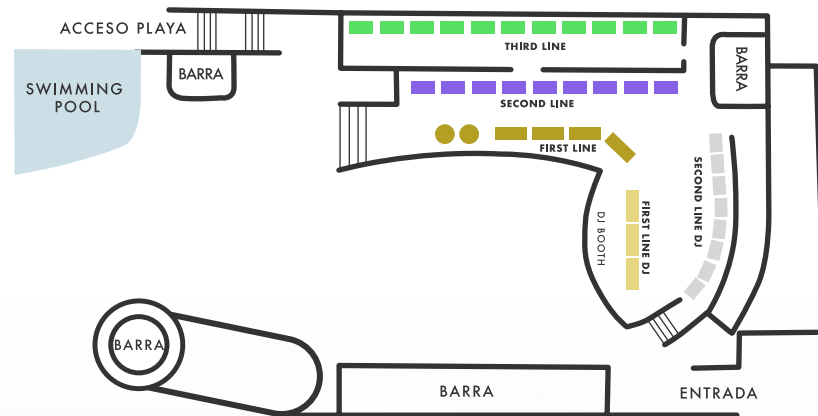 ACCESO PLAYA
THIRD LINE
BARRA
BARRA
SWIMMING
POOL
SECOND LINE
FIRST LINE
SECOND LINE DJ
FIRST LINE DJ
DJ BOOTH
BARRA
BARRA
ENTRADA